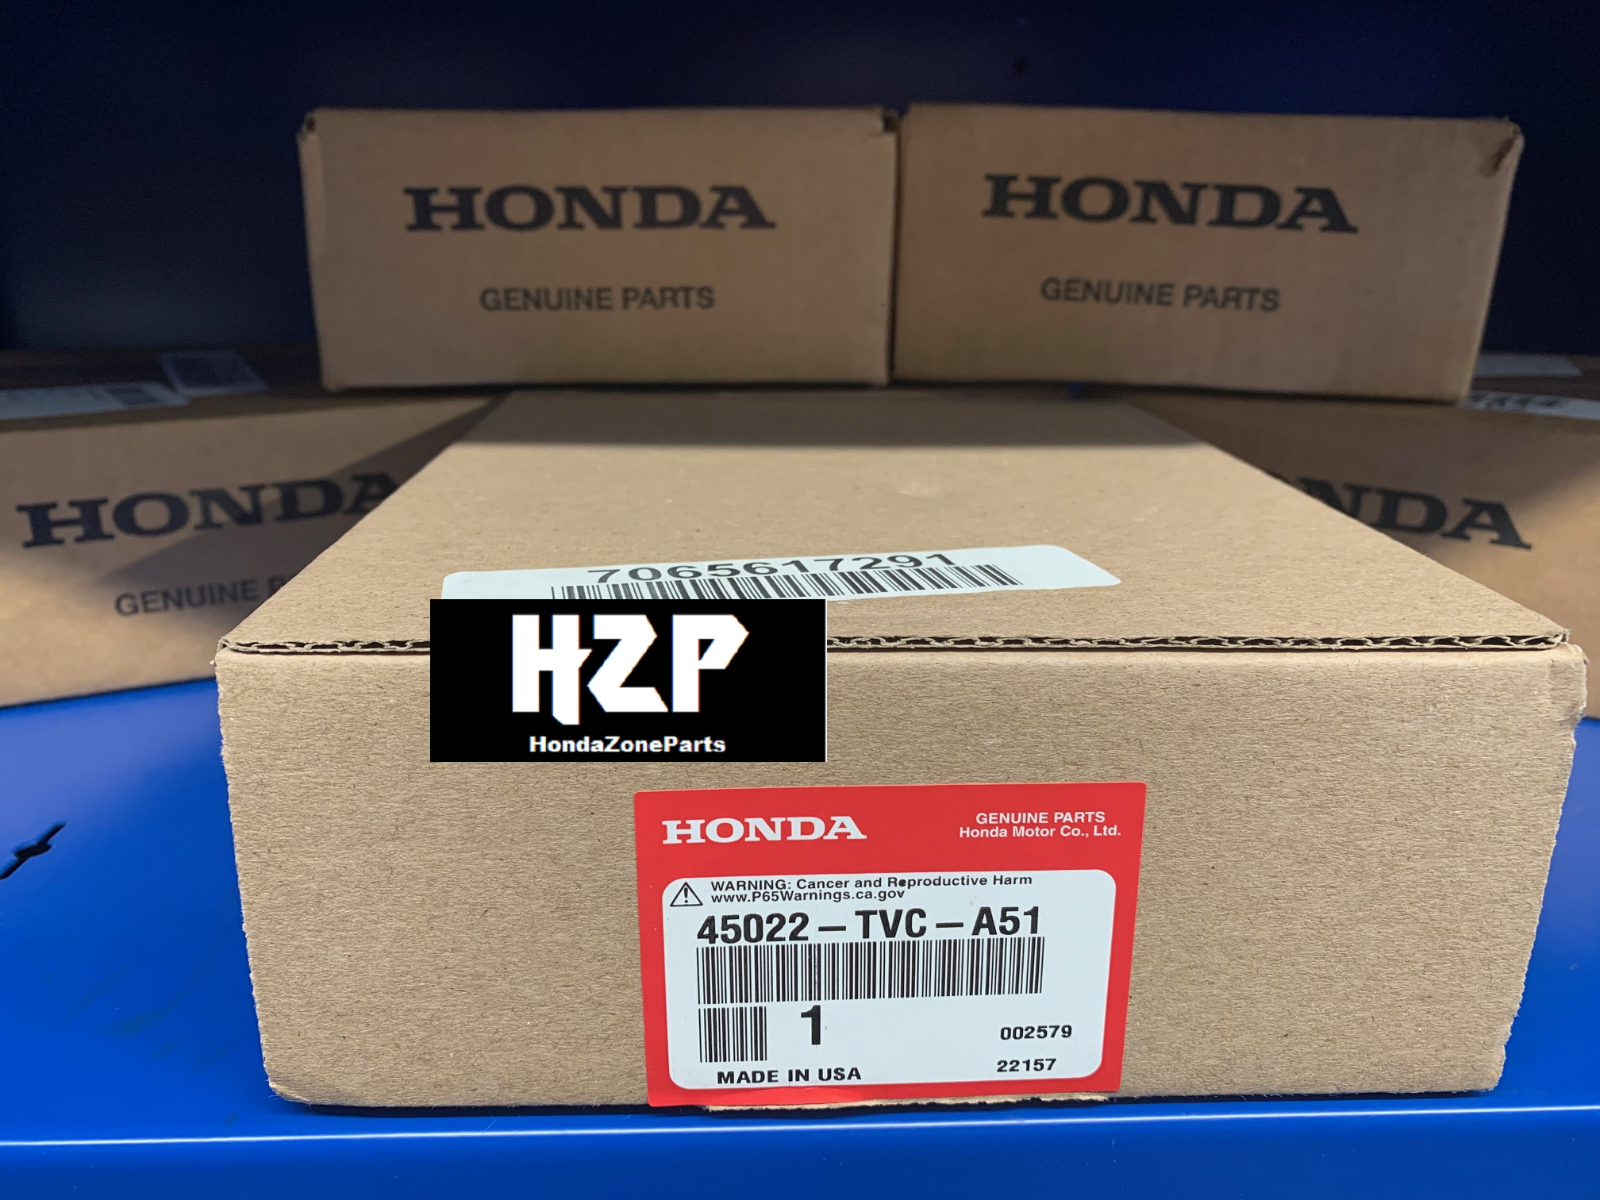 HONDA
GENUINE PARTS
HONDA
GENUINE PARTS
HONDA
GENUINE
7065617291
HZP
HondaZoneParts
HONDA
GENUINE PARTS
Honda Motor Co., Ltd.
WARNING: Cancer and Reproductive Harm
www.P65Warnings.ca.gov
45022-TVC-A51
1
002579
22157
MADE IN USA